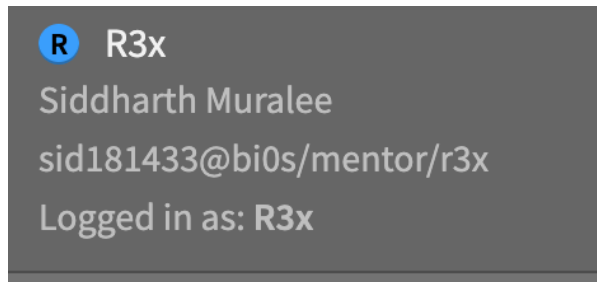 R R3x
Siddharth Muralee
sid181433@bi0s/mentor/r3x
Logged in as: R3x